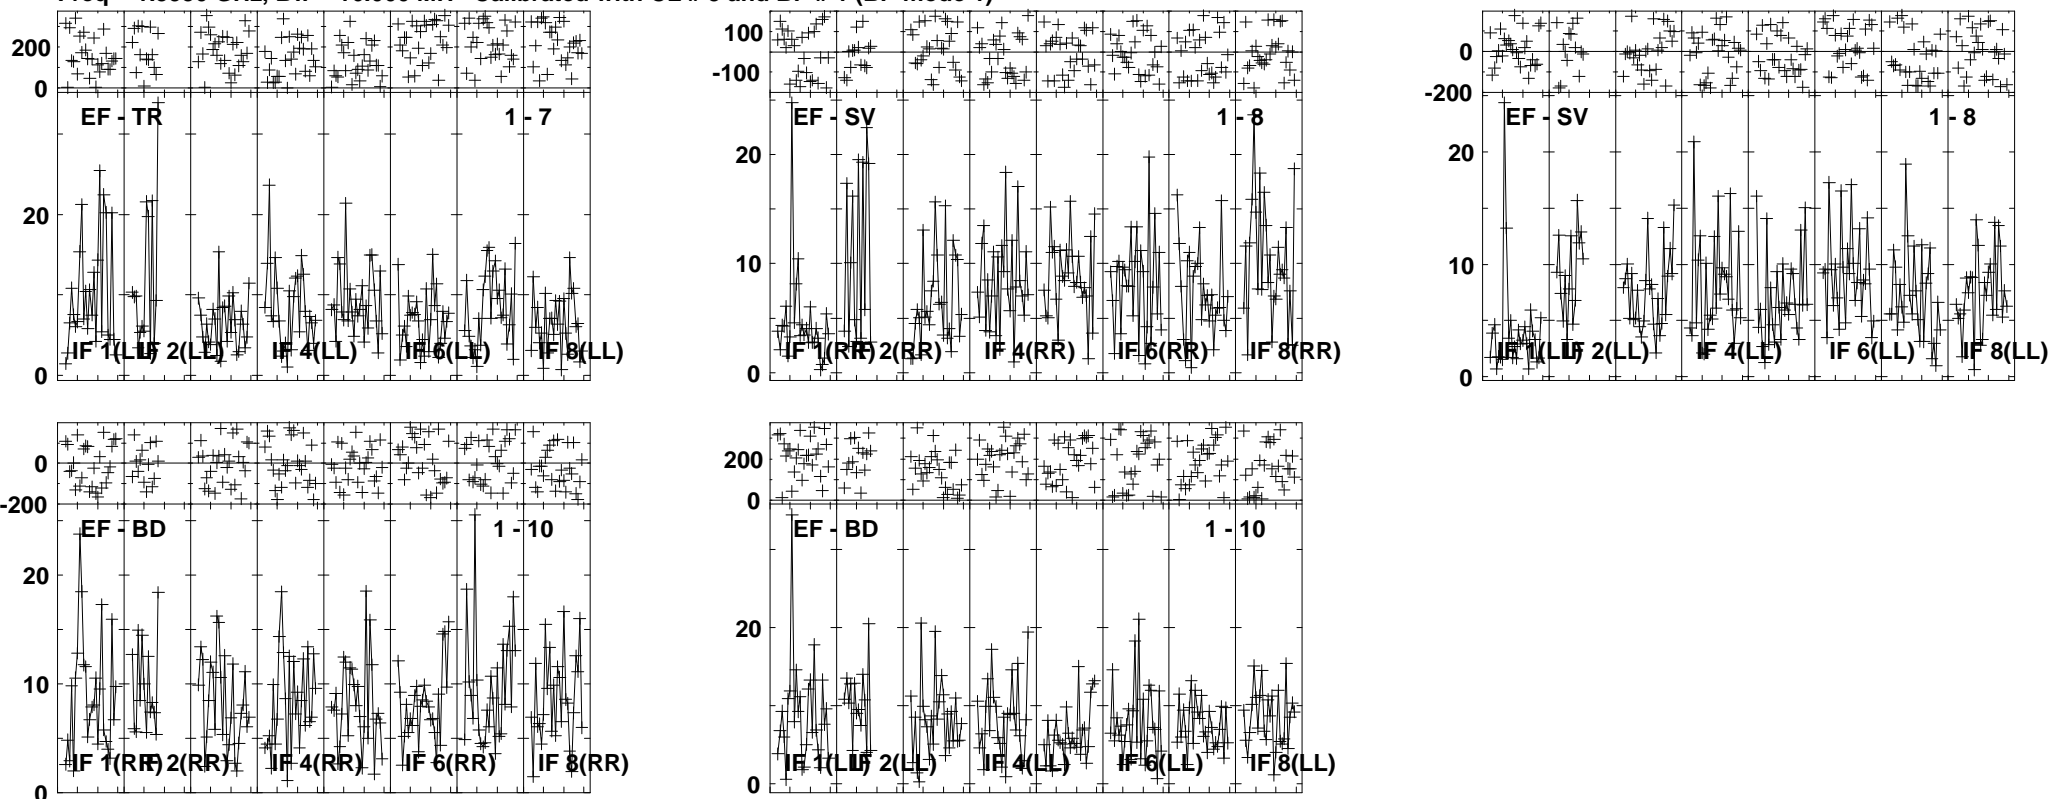 200
0
EF - TR
1 - 7
20
0
IF 1(LL) IF 2(LL) IF 4(LL) IF 6(LL) IF 8(LL)
100
-100
EF - SV
1 - 8
20
10
0
IF 1(RR) IF 2(RR) IF 4(RR) IF 6(RR) IF 8(RR)
0
-200
EF - SV
1 - 8
20
10
0
IF 1(LL) IF 2(LL) IF 4(LL) IF 6(LL) IF 8(LL)
0
-200
EF - BD
1 - 10
20
10
0
IF 1(RR) IF 2(RR) IF 4(RR) IF 6(RR) IF 8(RR)
200
0
EF - BD
1 - 10
20
0
IF 1(LL) IF 2(LL) IF 4(LL) IF 6(LL) IF 8(LL)